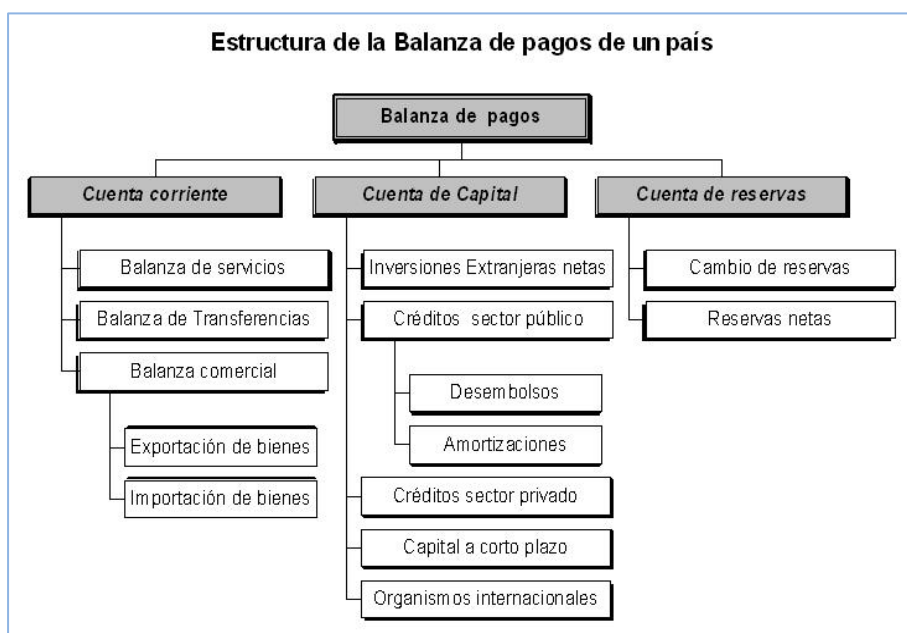 Estructura de la Balanza de pagos de un país
Balanza de pagos
Cuenta corriente
Balanza de servicios
Balanza de Transferencias
Balanza comercial
Exportación de bienes
Importación de bienes
Cuenta de Capital
Inversiones Extranjeras netas
Créditos sector público
Desembolsos
Amortizaciones
Créditos sector privado
Capital a corto plazo
Organismos internacionales
Cuenta de reservas
Cambio de reservas
Reservas netas